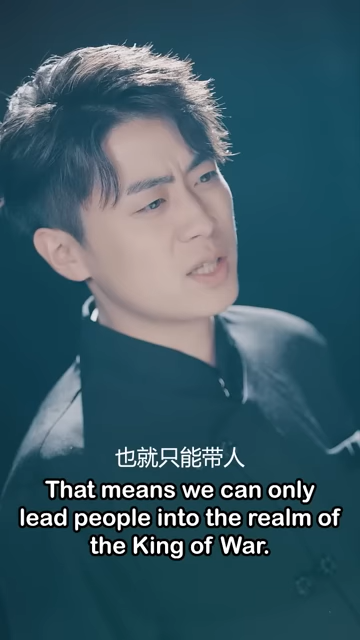 也就只能带人
That means we can only
lead people into the realm of
the King of War.